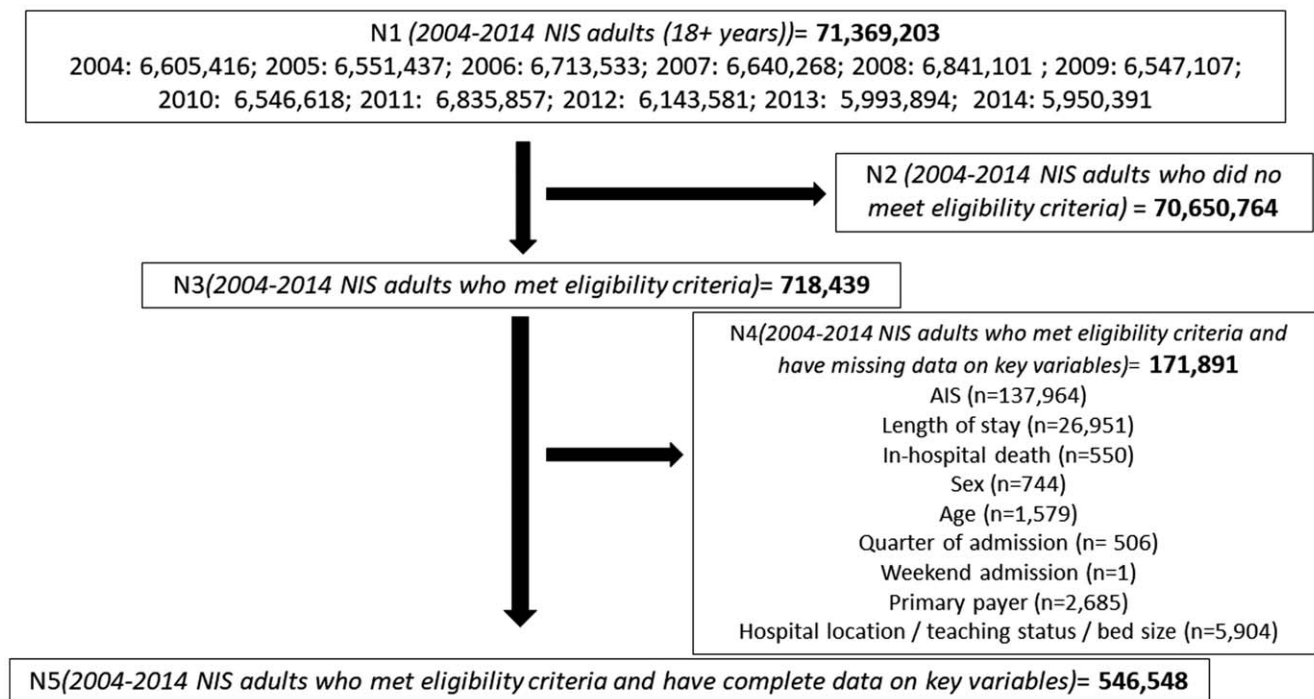 N1 (2004-2014 NIS adults (18+ years))= 71,369,203
2004: 6,605,416; 2005: 6,551,437; 2006: 6,713,533; 2007: 6,640,268; 2008: 6,841,101 ; 2009: 6,547,107;
2010: 6,546,618; 2011: 6,835,857; 2012: 6,143,581; 2013: 5,993,894; 2014: 5,950,391
N2 (2004-2014 NIS adults who did no
meet eligibility criteria) = 70,650,764
N3(2004-2014 NIS adults who met eligibility criteria)= 718,439
N4(2004-2014 NIS adults who met eligibility criteria and
have missing data on key variables)= 171,891
AIS (n=137,964)
Length of stay (n=26,951)
In-hospital death (n=550)
Sex (n=744)
Age (n=1,579)
Quarter of admission (n= 506)
Weekend admission (n=1)
Primary payer (n=2,685)
Hospital location / teaching status / bed size (n=5,904)
N5(2004-2014 NIS adults who met eligibility criteria and have complete data on key variables)= 546,548